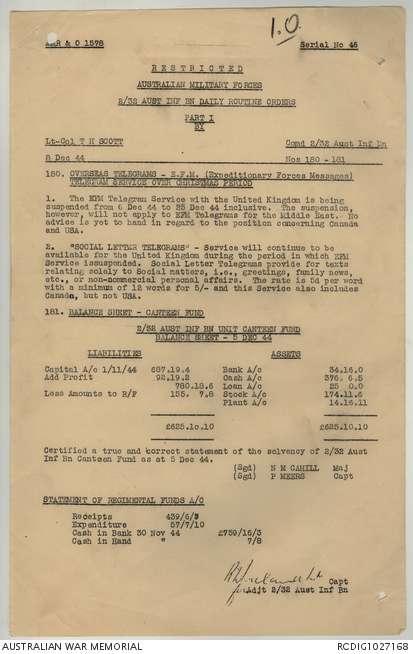 1.0.
AAR & O 1578 Serial No 46
RESTRICTED
AUSTRALIAN MILITARY FORCES
2/32 AUST INF BN DAILY ROUTINE ORDERS
PART I
BY
Lt-Col T H SCOTT Comd 2/32 Aust Inf Bn
8 Dec 44 Nos 180 - 181
180. OVERSEAS TELEGRAMS - E.F.M. (Expeditionary Forces Messages)
TELEGRAM SERVICE OVER CHRISTMAS PERIOD
1. The EFM Telegram Service with the United Kingdom is being
suspended from 6 Dec 44 to 25 Dec 44 inclusive. The suspension,
however, will not apply to EFM Telegrams for the Middle East. No
advice is yet to hand in regard to the position concerning Canada
and USA.
2. "SOCIAL LETTER TELEGRAMS" - Service will continue to be
available for the United Kingdom during the period in which EFM
Service issuspended. Social Letter Telegrams provide for texts
relating solely to Social matters, i.e., greetings, family news,
etc., or non-commercial personal affairs. The rate is 5d per word
with a minimum of 12 words for 5/- and this Service also includes
Canada, but not USA.
181. BALANCE SHEET - CANTEEN FUND
2/32 AUST INF BN UNIT CANTEEN FUND
BALANCE SHEET - 5 DEC 44
LIABILITIES ASSETS
Capital A/c 1/11/44 687.19.4 Bank A/c 34.16.0
Add Profit 92.19.2 Cash A/c 376. 6.5
780.18.6 Loan A/c 25 0.0
Less Amounts to R/F 155. 7.8 Stock A/c 174.11.6
Plant A/c 14.16.11
£625.10.10 £625.10.10
Certified a true and correct statement of the solvency of 2/32 Aust
Inf Bn Canteen Fund as at 5 Dec 44.
(Sgd) N M CAHILL Maj
(Sgd) P MEERS Capt
STATEMENT OF REGIMENTAL FUNDS A/C
Receipts 439/6/
Expenditure 57/7/10
Cash in Bank 30 Nov 44 £759/16/3
Cash in Hand " 7/8
Capt
Adjt 2/32 Aust Inf Bn
AUSTRALIAN WAR MEMORIAL RCDIG1027168